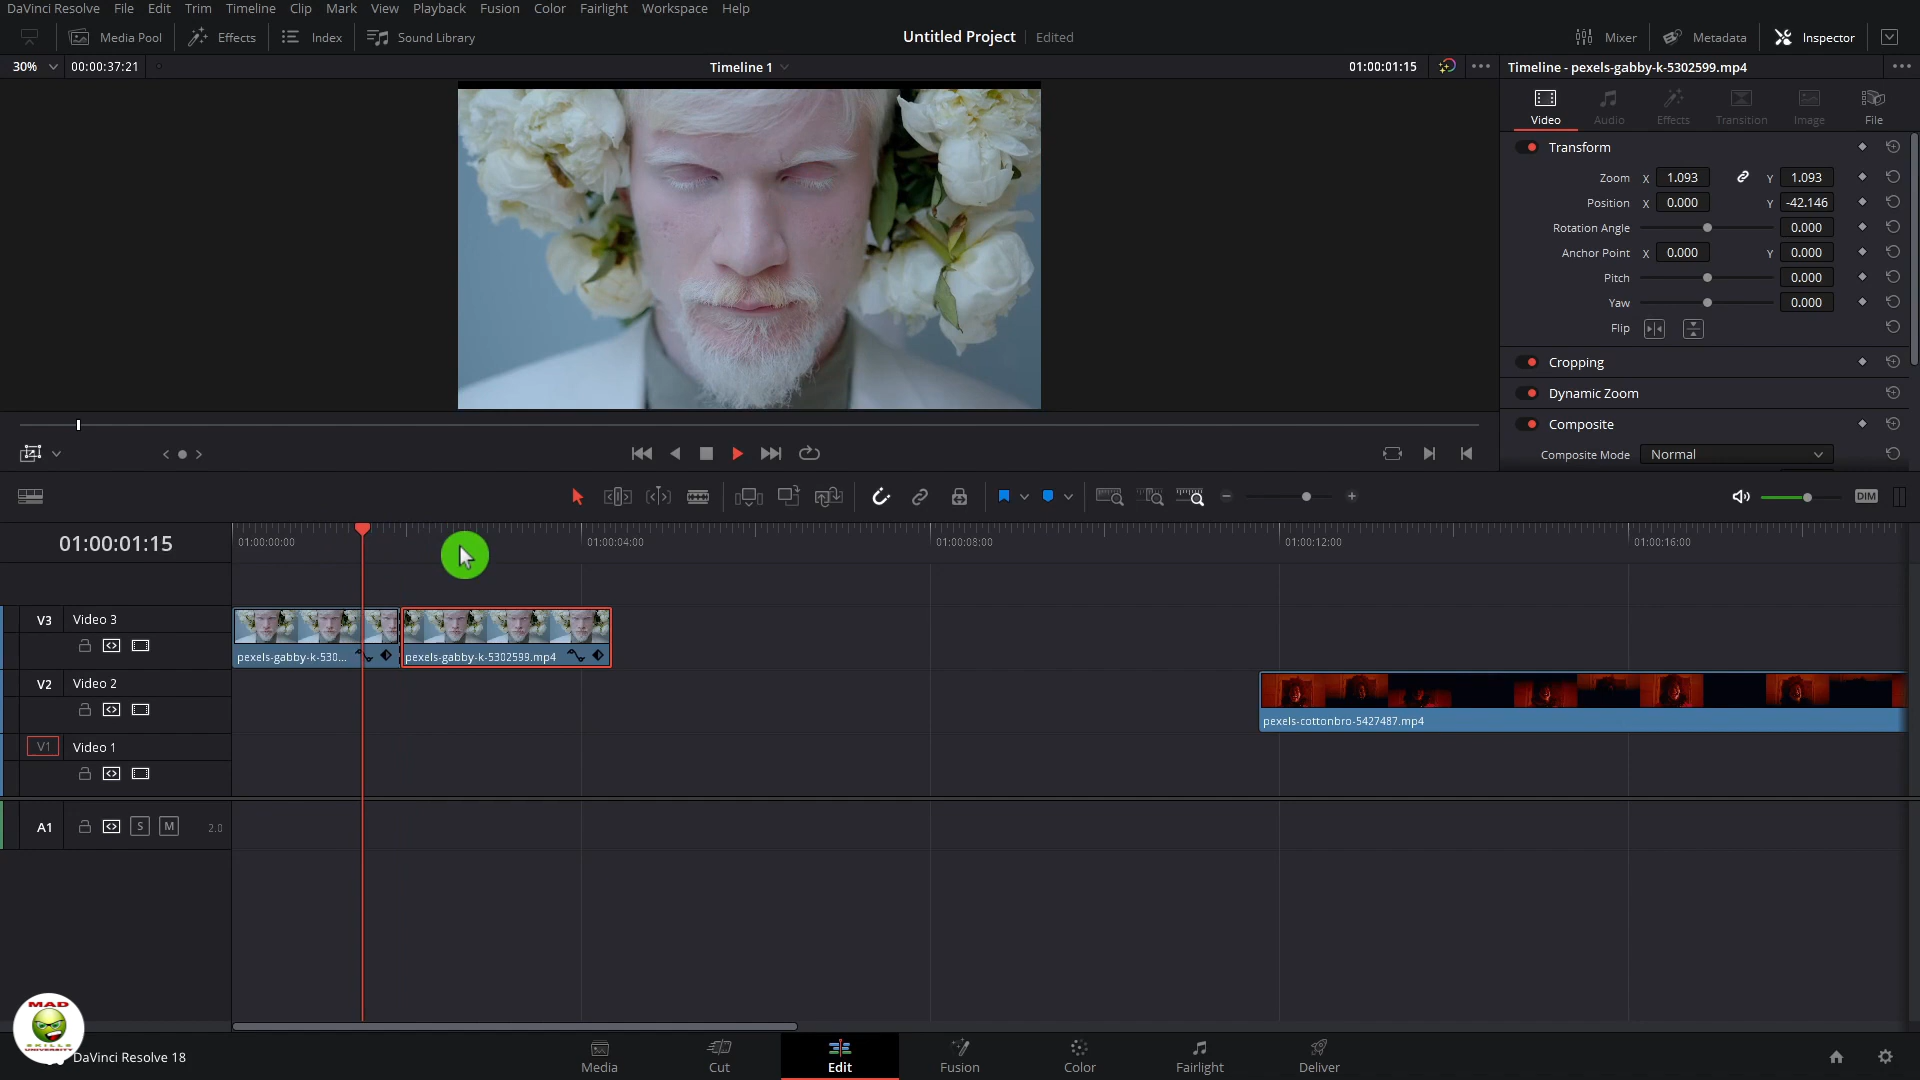 DaVinci Resolve File Edit Trim Timeline Clip Mark View Playback Fusion Color Fairlight Workspace Help
Media Pool Effects Index Sound Library Untitled Project Edited Mixer Metadata Inspector
30% 00:00:37:21 Timeline 1 01:00:01:15 Timeline - pexels-gabby-k-5302599.mp4
Video Audio Effects Transition Image File
Transform
Zoom X 1.093 Y 1.093
Position X 0.000 Y -42.146
Rotation Angle 0.000
Anchor Point X 0.000 Y 0.000
Pitch 0.000
Yaw 0.000
Flip
Cropping
Dynamic Zoom
Composite
Composite Mode Normal
DIM
01:00:01:15 01:00:00:00 01:00:04:00 01:00:08:00 01:00:12:00 01:00:16:00
V3 Video 3
pexels-gabby-k-530... pexels-gabby-k-5302599.mp4
V2 Video 2
pexels-cottonbro-5427487.mp4
V1 Video 1
A1 S M 2.0
MAD
SKILLS
UNIVERSITY
DaVinci Resolve 18
Media Cut Edit Fusion Color Fairlight Deliver